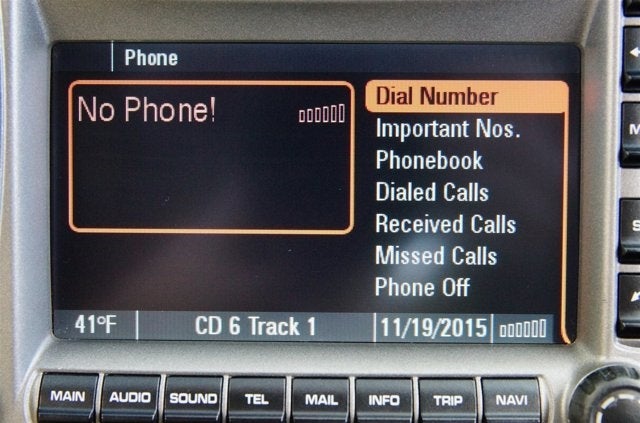 Phone
No Phone!
Dial Number
Important Nos.
Phonebook
Dialed Calls
Received Calls
Missed Calls
Phone Off
41°F CD 6 Track 1 11/19/2015
MAIN AUDIO SOUND TEL MAIL INFO TRIP NAVI